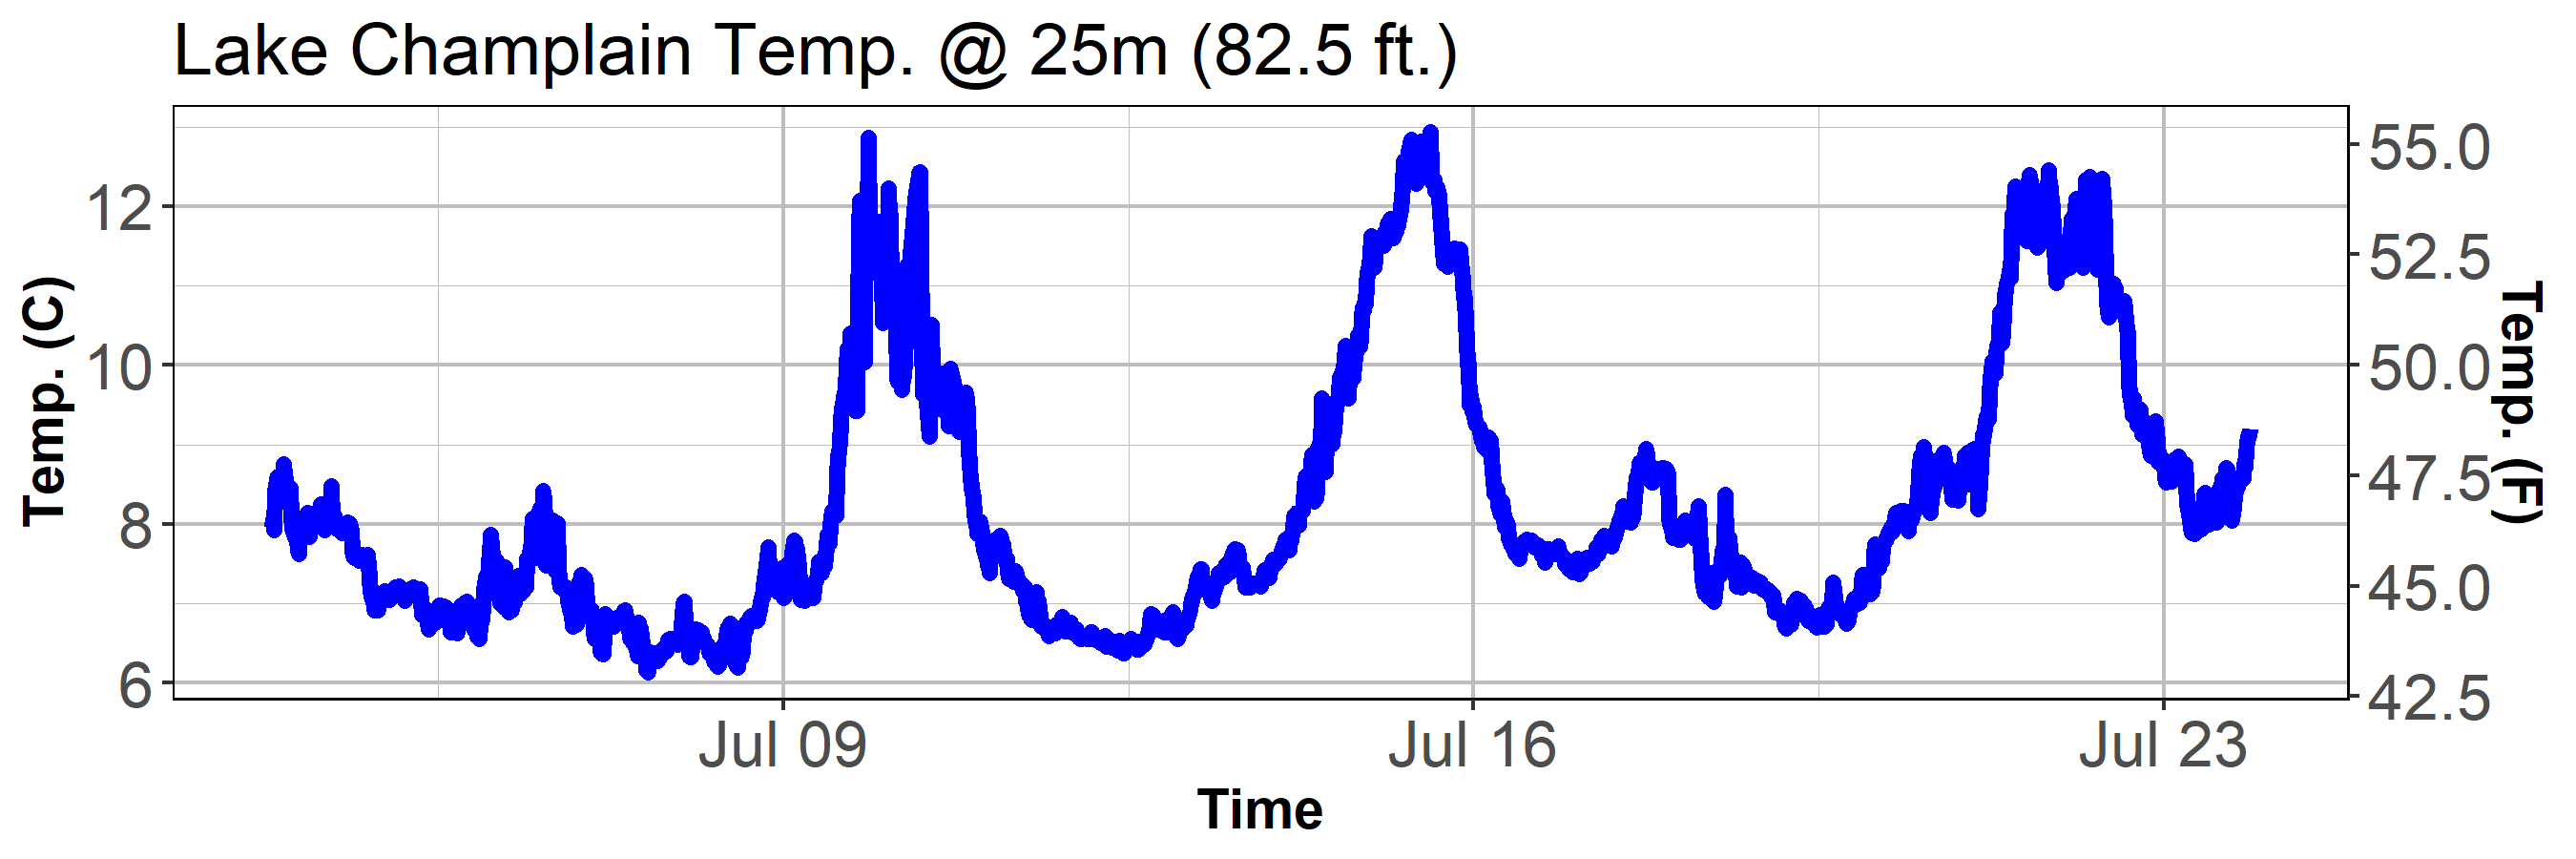 Lake Champlain Temp. @ 25m (82.5 ft.)
Temp. (C)
12
10
8
6
55.0
52.5
50.0
47.5
45.0
42.5
Temp. (F)
Jul 09
Jul 16
Jul 23
Time